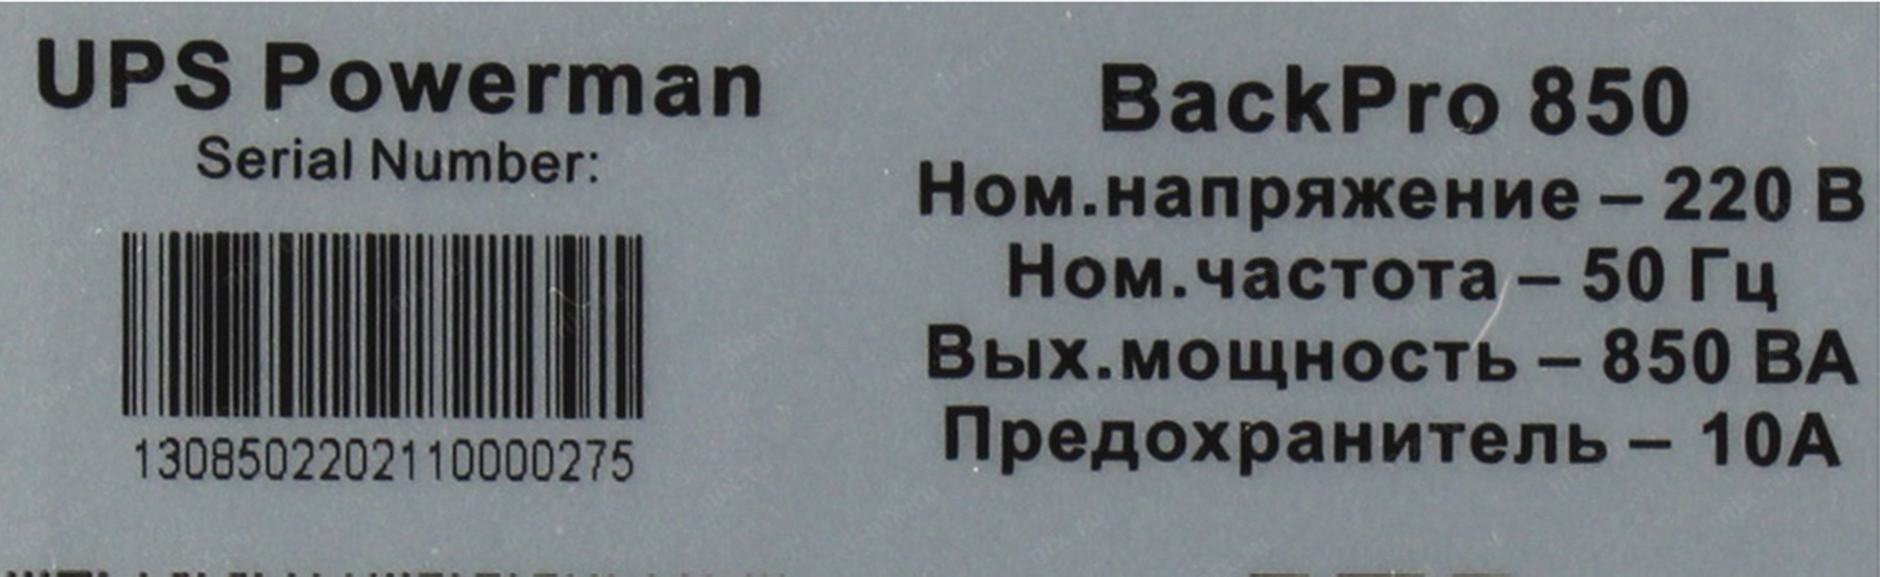 UPS Powerman
Serial Number:
1308502202110000275
BackPro 850
Ном.напряжение – 220 В
Ном.частота – 50 Гц
Вых.мощность – 850 ВА
Предохранитель – 10А